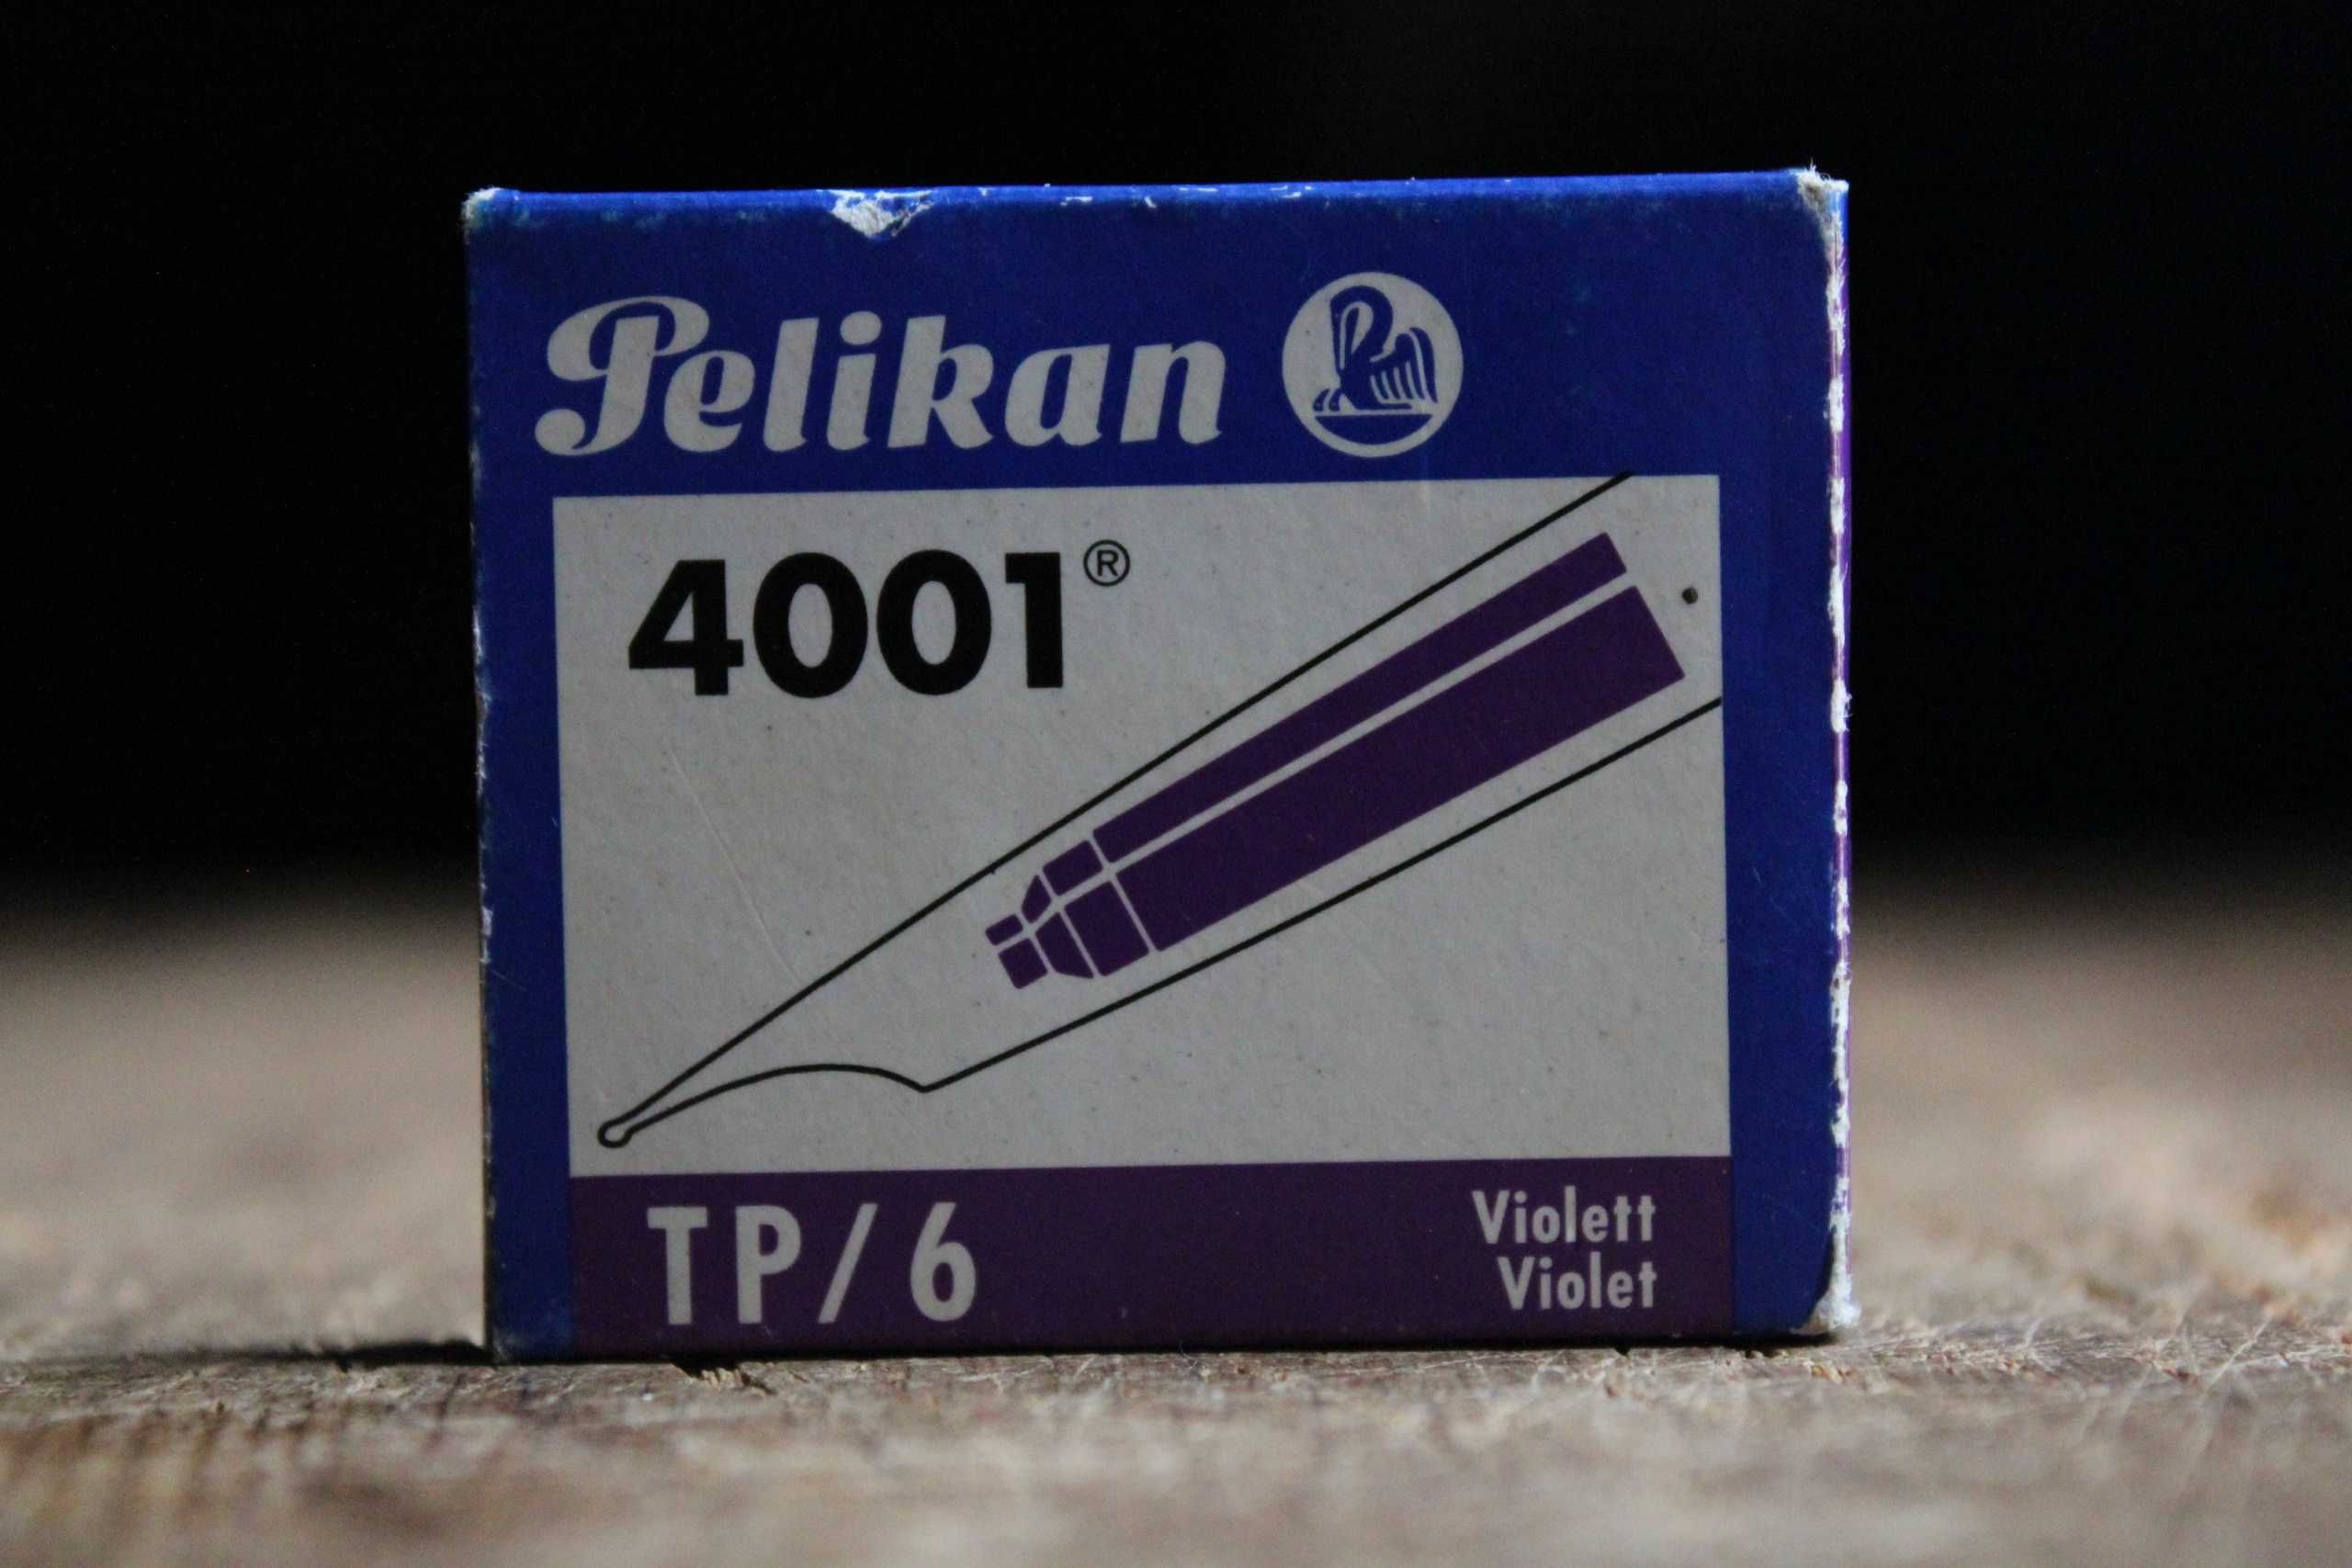 Pelikan
4001®
TP/6
Violett
Violet